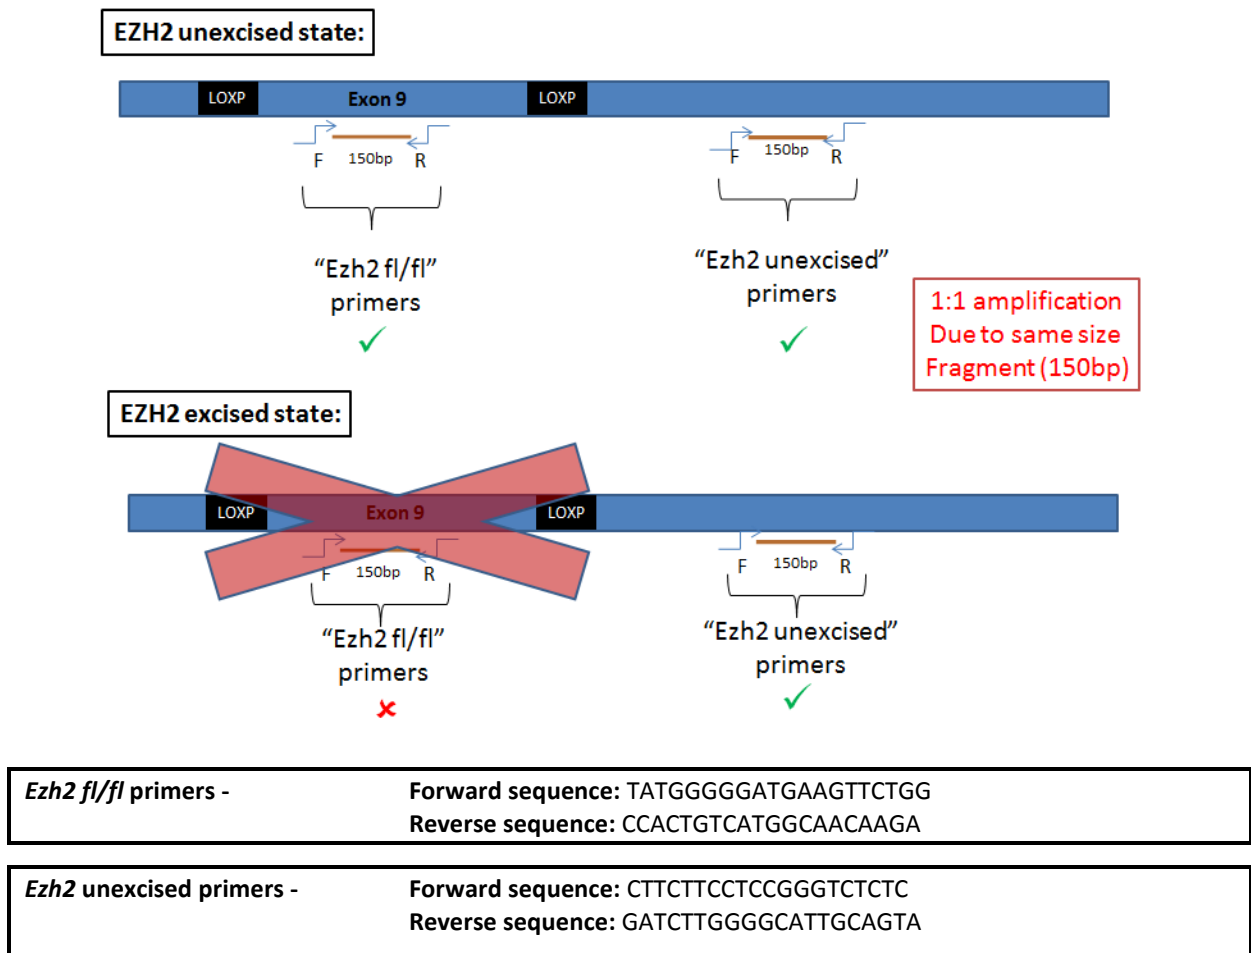 EZH2 unexcised state:
LOXP Exon 9 LOXP
F 150bp R
F 150bp R
“Ezh2 fl/fl”
primers
“Ezh2 unexcised”
primers
1:1 amplification
Due to same size
Fragment (150bp)
EZH2 excised state:
LOXP Exon 9 LOXP
F 150bp R
F 150bp R
“Ezh2 fl/fl”
primers
“Ezh2 unexcised”
primers
Ezh2 fl/fl primers - Forward sequence: TATGGGGGATGAAGTTCTGG
Reverse sequence: CCACTGTCATGGCAACAAGA
Ezh2 unexcised primers - Forward sequence: CTTCTTCCTCCGGGTCTCTC
Reverse sequence: GATCTTGGGGCATTGCAGTA